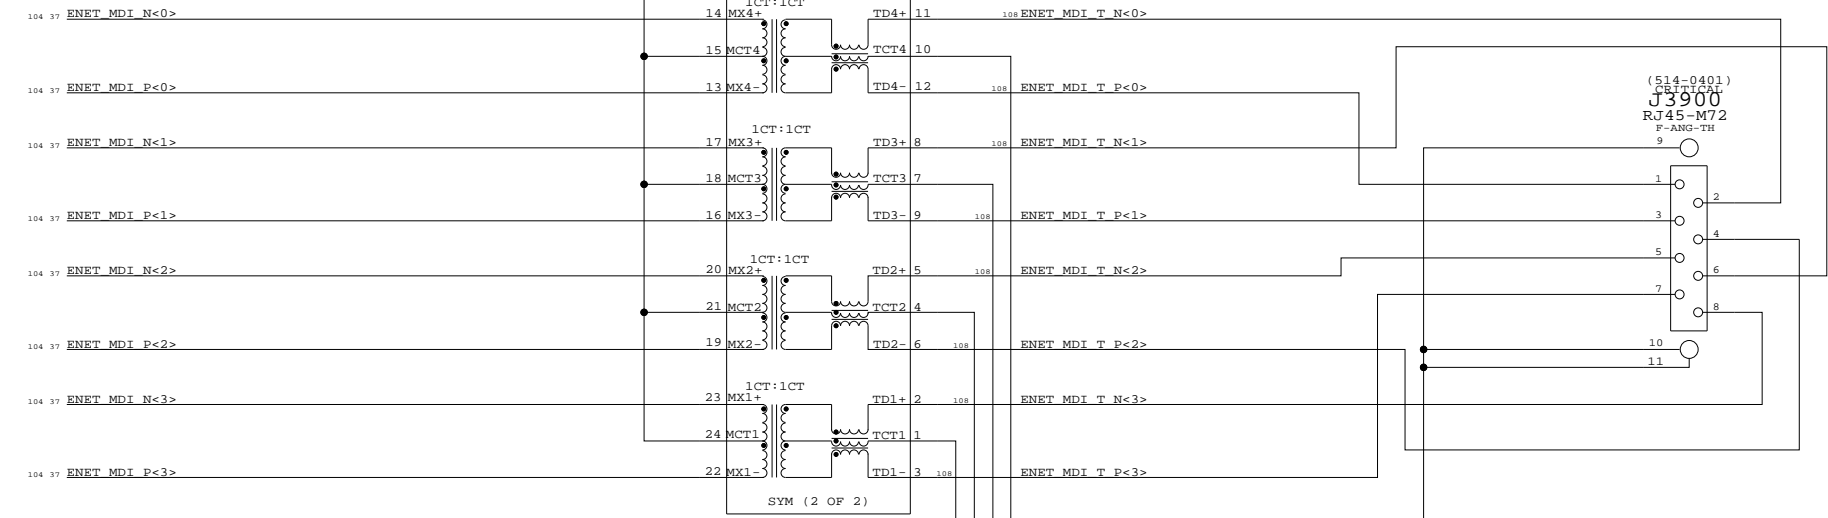 1CT:1CT
104 37 ENET_MDI_N<0> 14 MX4+ TD4+ 11 108 ENET_MDI_T_N<0>
15 MCT4 TCT4 10
104 37 ENET_MDI_P<0> 13 MX4- TD4- 12 108 ENET_MDI_T_P<0>
(514-0401)
CRITICAL
J3900
RJ45-M72
F-ANG-TH
1CT:1CT
104 37 ENET_MDI_N<1> 17 MX3+ TD3+ 8 108 ENET_MDI_T_N<1> 9
18 MCT3 TCT3 7 1
2
104 37 ENET_MDI_P<1> 16 MX3- TD3- 9 108 ENET_MDI_T_P<1> 3
4
1CT:1CT 5
104 37 ENET_MDI_N<2> 20 MX2+ TD2+ 5 108 ENET_MDI_T_N<2> 6
7
21 MCT2 TCT2 4 8
104 37 ENET_MDI_P<2> 19 MX2- TD2- 6 108 ENET_MDI_T_P<2> 10
11
1CT:1CT
104 37 ENET_MDI_N<3> 23 MX1+ TD1+ 2 108 ENET_MDI_T_N<3>
24 MCT1 TCT1 1
104 37 ENET_MDI_P<3> 22 MX1- TD1- 3 108 ENET_MDI_T_P<3>
SYM (2 OF 2)